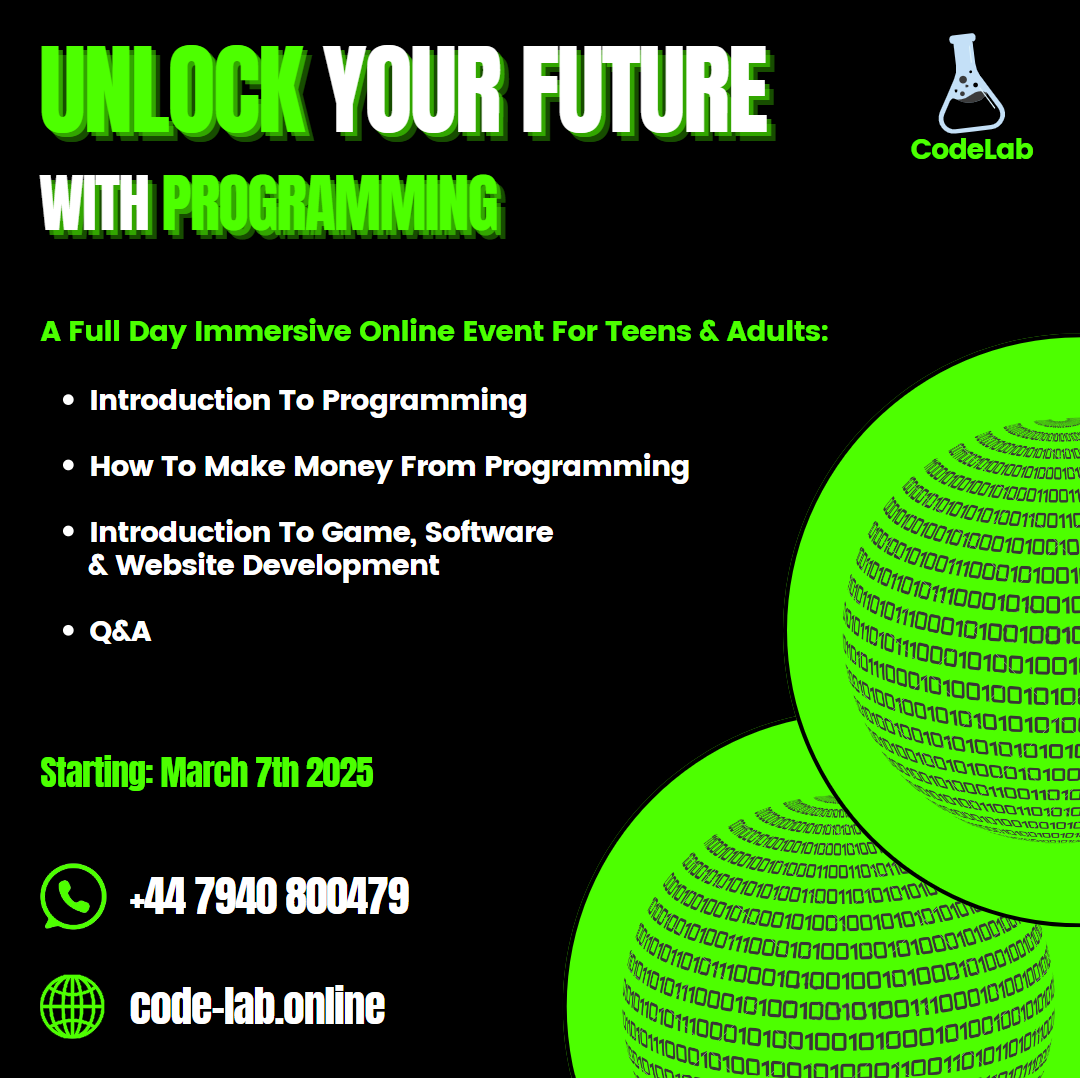 UNLOCK YOUR FUTURE
CodeLab
WITH PROGRAMMING
A Full Day Immersive Online Event For Teens & Adults:
• Introduction To Programming
• How To Make Money From Programming
• Introduction To Game, Software
& Website Development
• Q&A
Starting: March 7th 2025
+44 7940 800479
code-lab.online